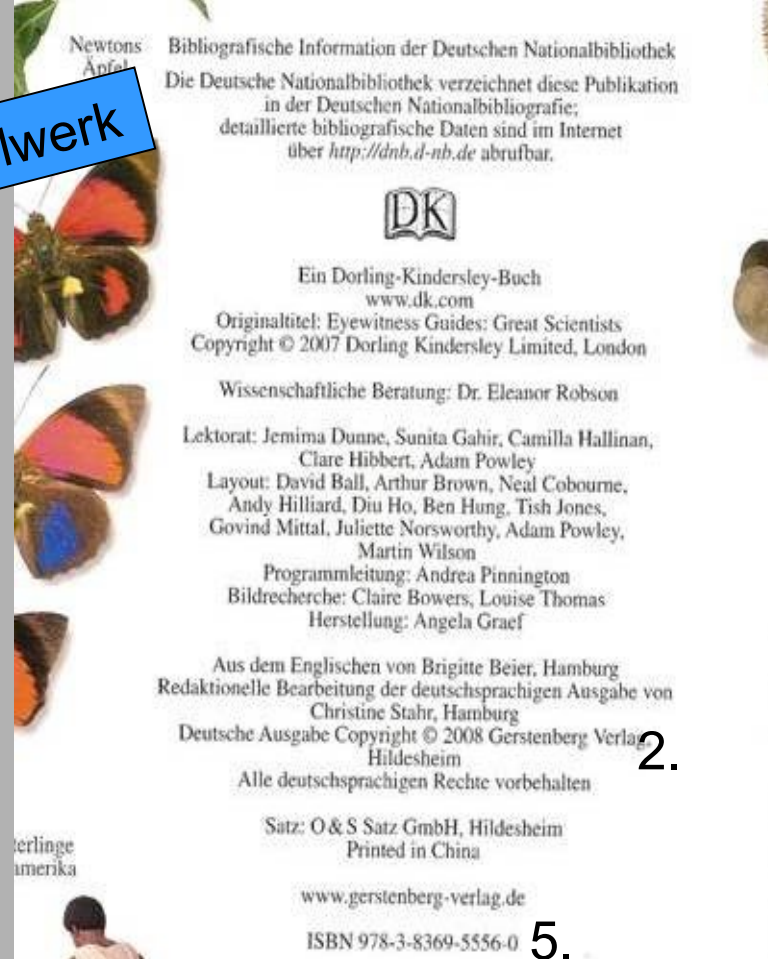 Newtons
Äpfel
lwerk
Bibliografische Information der Deutschen Nationalbibliothek
Die Deutsche Nationalbibliothek verzeichnet diese Publikation
in der Deutschen Nationalbibliografie;
detaillierte bibliografische Daten sind im Internet
über http://dnb.d-nb.de abrufbar.
DK
Ein Dorling-Kindersley-Buch
www.dk.com
Originaltitel: Eyewitness Guides: Great Scientists
Copyright © 2007 Dorling Kindersley Limited, London
Wissenschaftliche Beratung: Dr. Eleanor Robson
Lektorat: Jemima Dunne, Sunita Gahir, Camilla Hallinan,
Clare Hibbert, Adam Powley
Layout: David Ball, Arthur Brown, Neal Cobourne,
Andy Hilliard, Diu Ho, Ben Hung, Tish Jones,
Govind Mittal, Juliette Norsworthy, Adam Powley,
Martin Wilson
Programmleitung: Andrea Pinnington
Bildrecherche: Claire Bowers, Louise Thomas
Herstellung: Angela Graef
Aus dem Englischen von Brigitte Beier, Hamburg
Redaktionelle Bearbeitung der deutschsprachigen Ausgabe von
Christine Stahr, Hamburg
Deutsche Ausgabe Copyright © 2008 Gerstenberg Verlag, 2.
Hildesheim
Alle deutschsprachigen Rechte vorbehalten
Satz: O & S Satz GmbH, Hildesheim
Printed in China
terlinge
amerika
www.gerstenberg-verlag.de
ISBN 978-3-8369-5556-0 5.